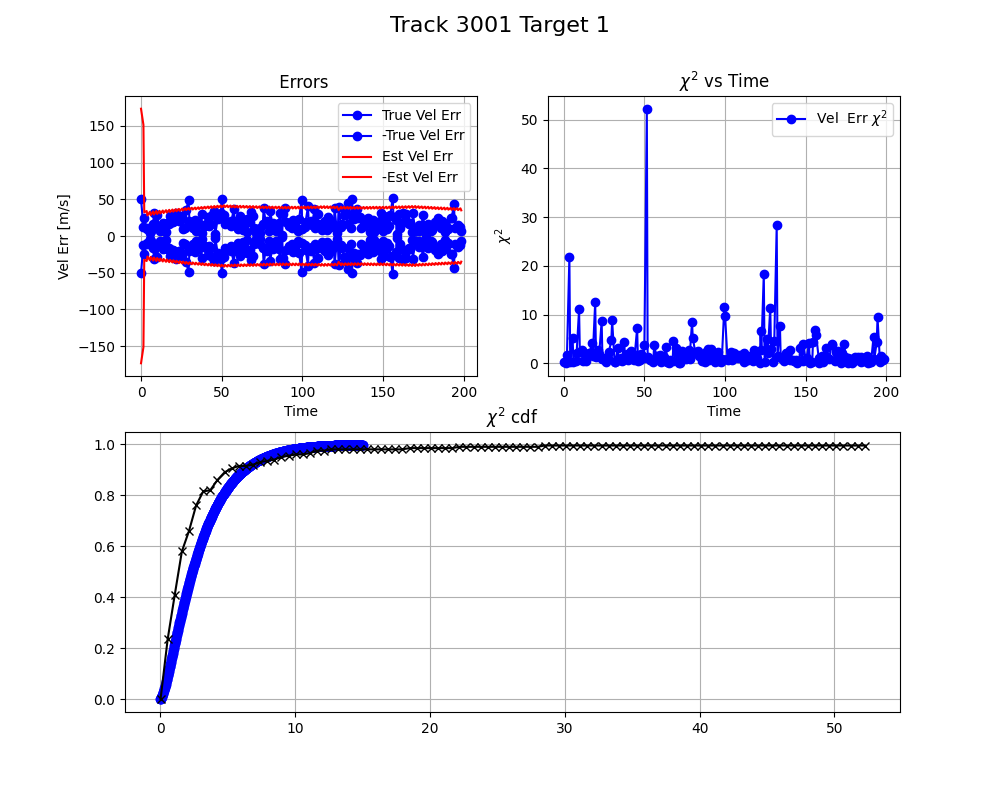 Track 3001 Target 1
Errors
Vel Err [m/s]
150
100
50
0
−50
−100
−150
True Vel Err
-True Vel Err
Est Vel Err
-Est Vel Err
0 50 100 150 200
Time
χ² vs Time
χ²
50
40
30
20
10
0
Vel Err χ²
0 50 100 150 200
Time
χ² cdf
1.0
0.8
0.6
0.4
0.2
0.0
0 10 20 30 40 50